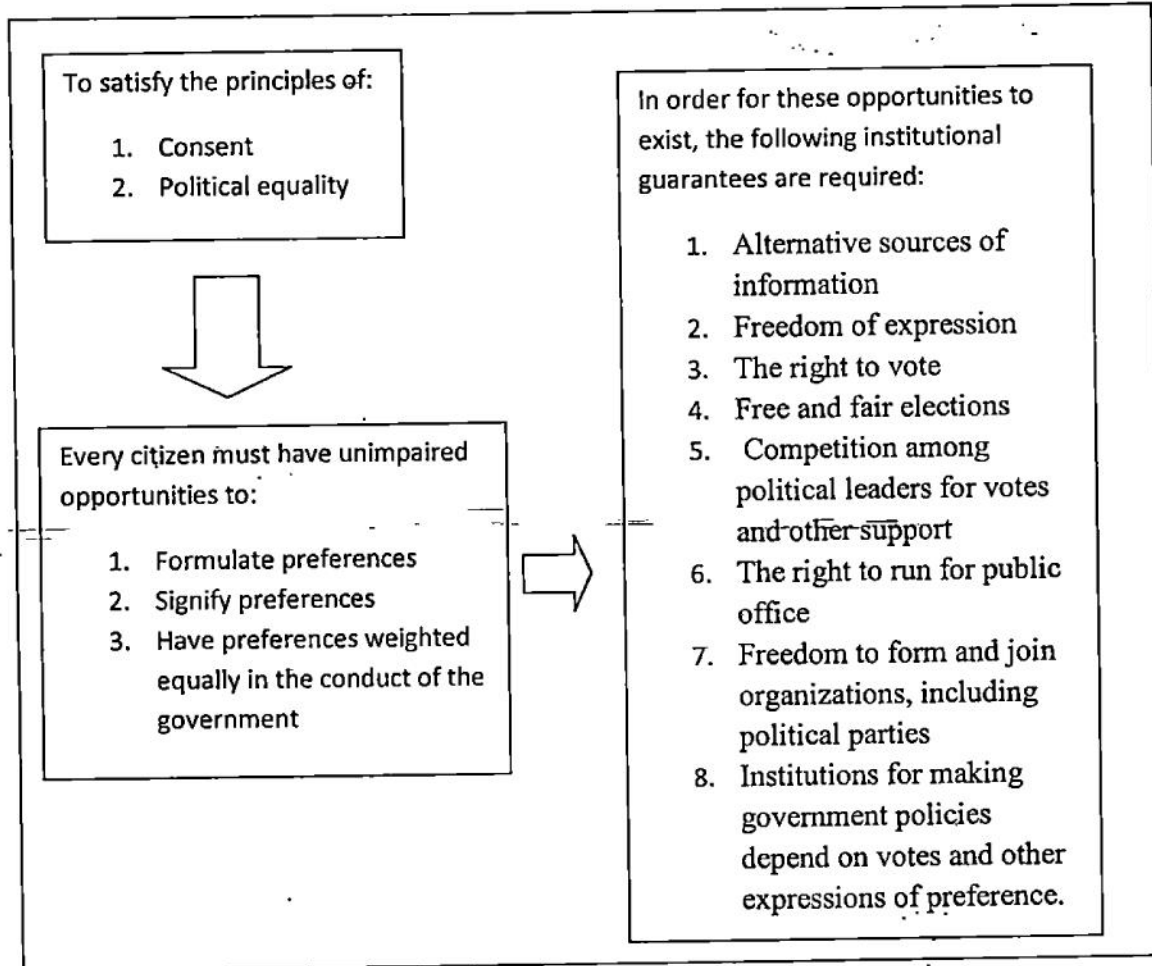 To satisfy the principles of:
1. Consent
2. Political equality
Every citizen must have unimpaired
opportunities to:
1. Formulate preferences
2. Signify preferences
3. Have preferences weighted
equally in the conduct of the
government
In order for these opportunities to
exist, the following institutional
guarantees are required:
1. Alternative sources of
information
2. Freedom of expression
3. The right to vote
4. Free and fair elections
5. Competition among
political leaders for votes
and other support
6. The right to run for public
office
7. Freedom to form and join
organizations, including
political parties
8. Institutions for making
government policies
depend on votes and other
expressions of preference.